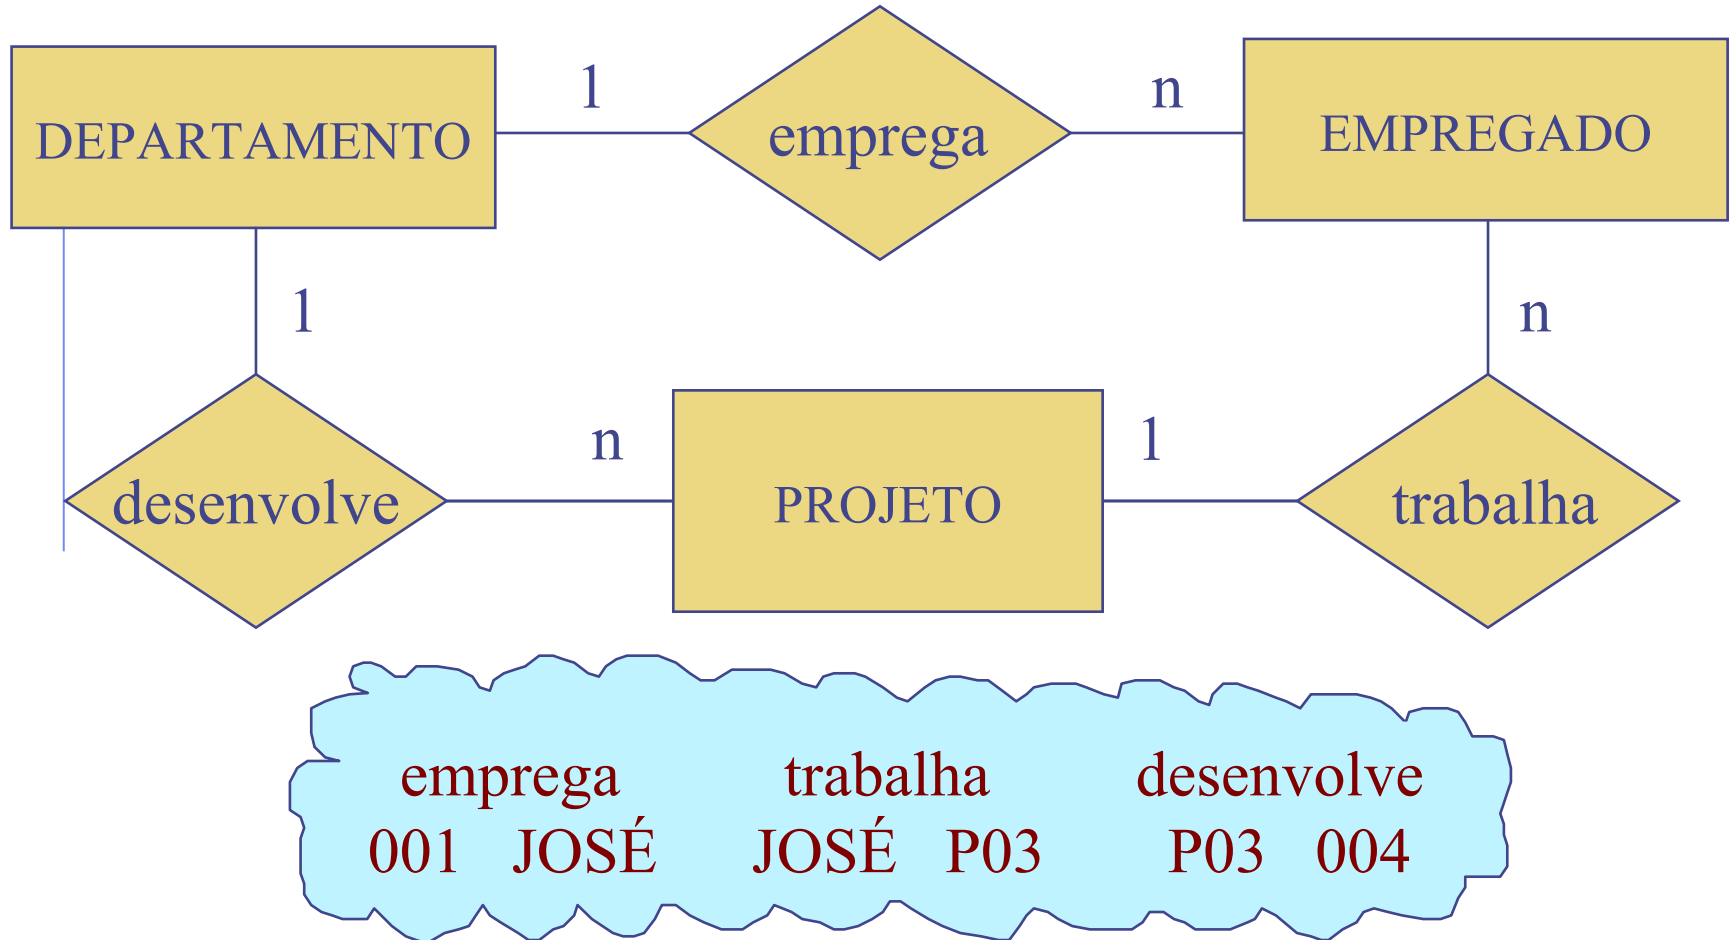 DEPARTAMENTO 1 emprega n EMPREGADO
1 n
desenvolve n PROJETO 1 trabalha
emprega trabalha desenvolve
001 JOSÉ JOSÉ P03 P03 004